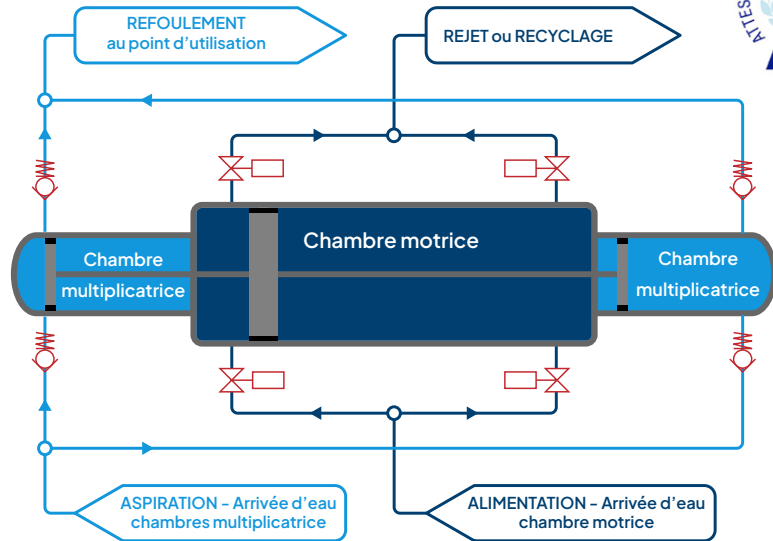 REFOULEMENT
au point d’utilisation
REJET ou RECYCLAGE
ATTES
Chambre motrice
Chambre
multiplicatrice
Chambre
multiplicatrice
ASPIRATION - Arrivée d’eau
chambres multiplicatrice
ALIMENTATION - Arrivée d’eau
chambre motrice